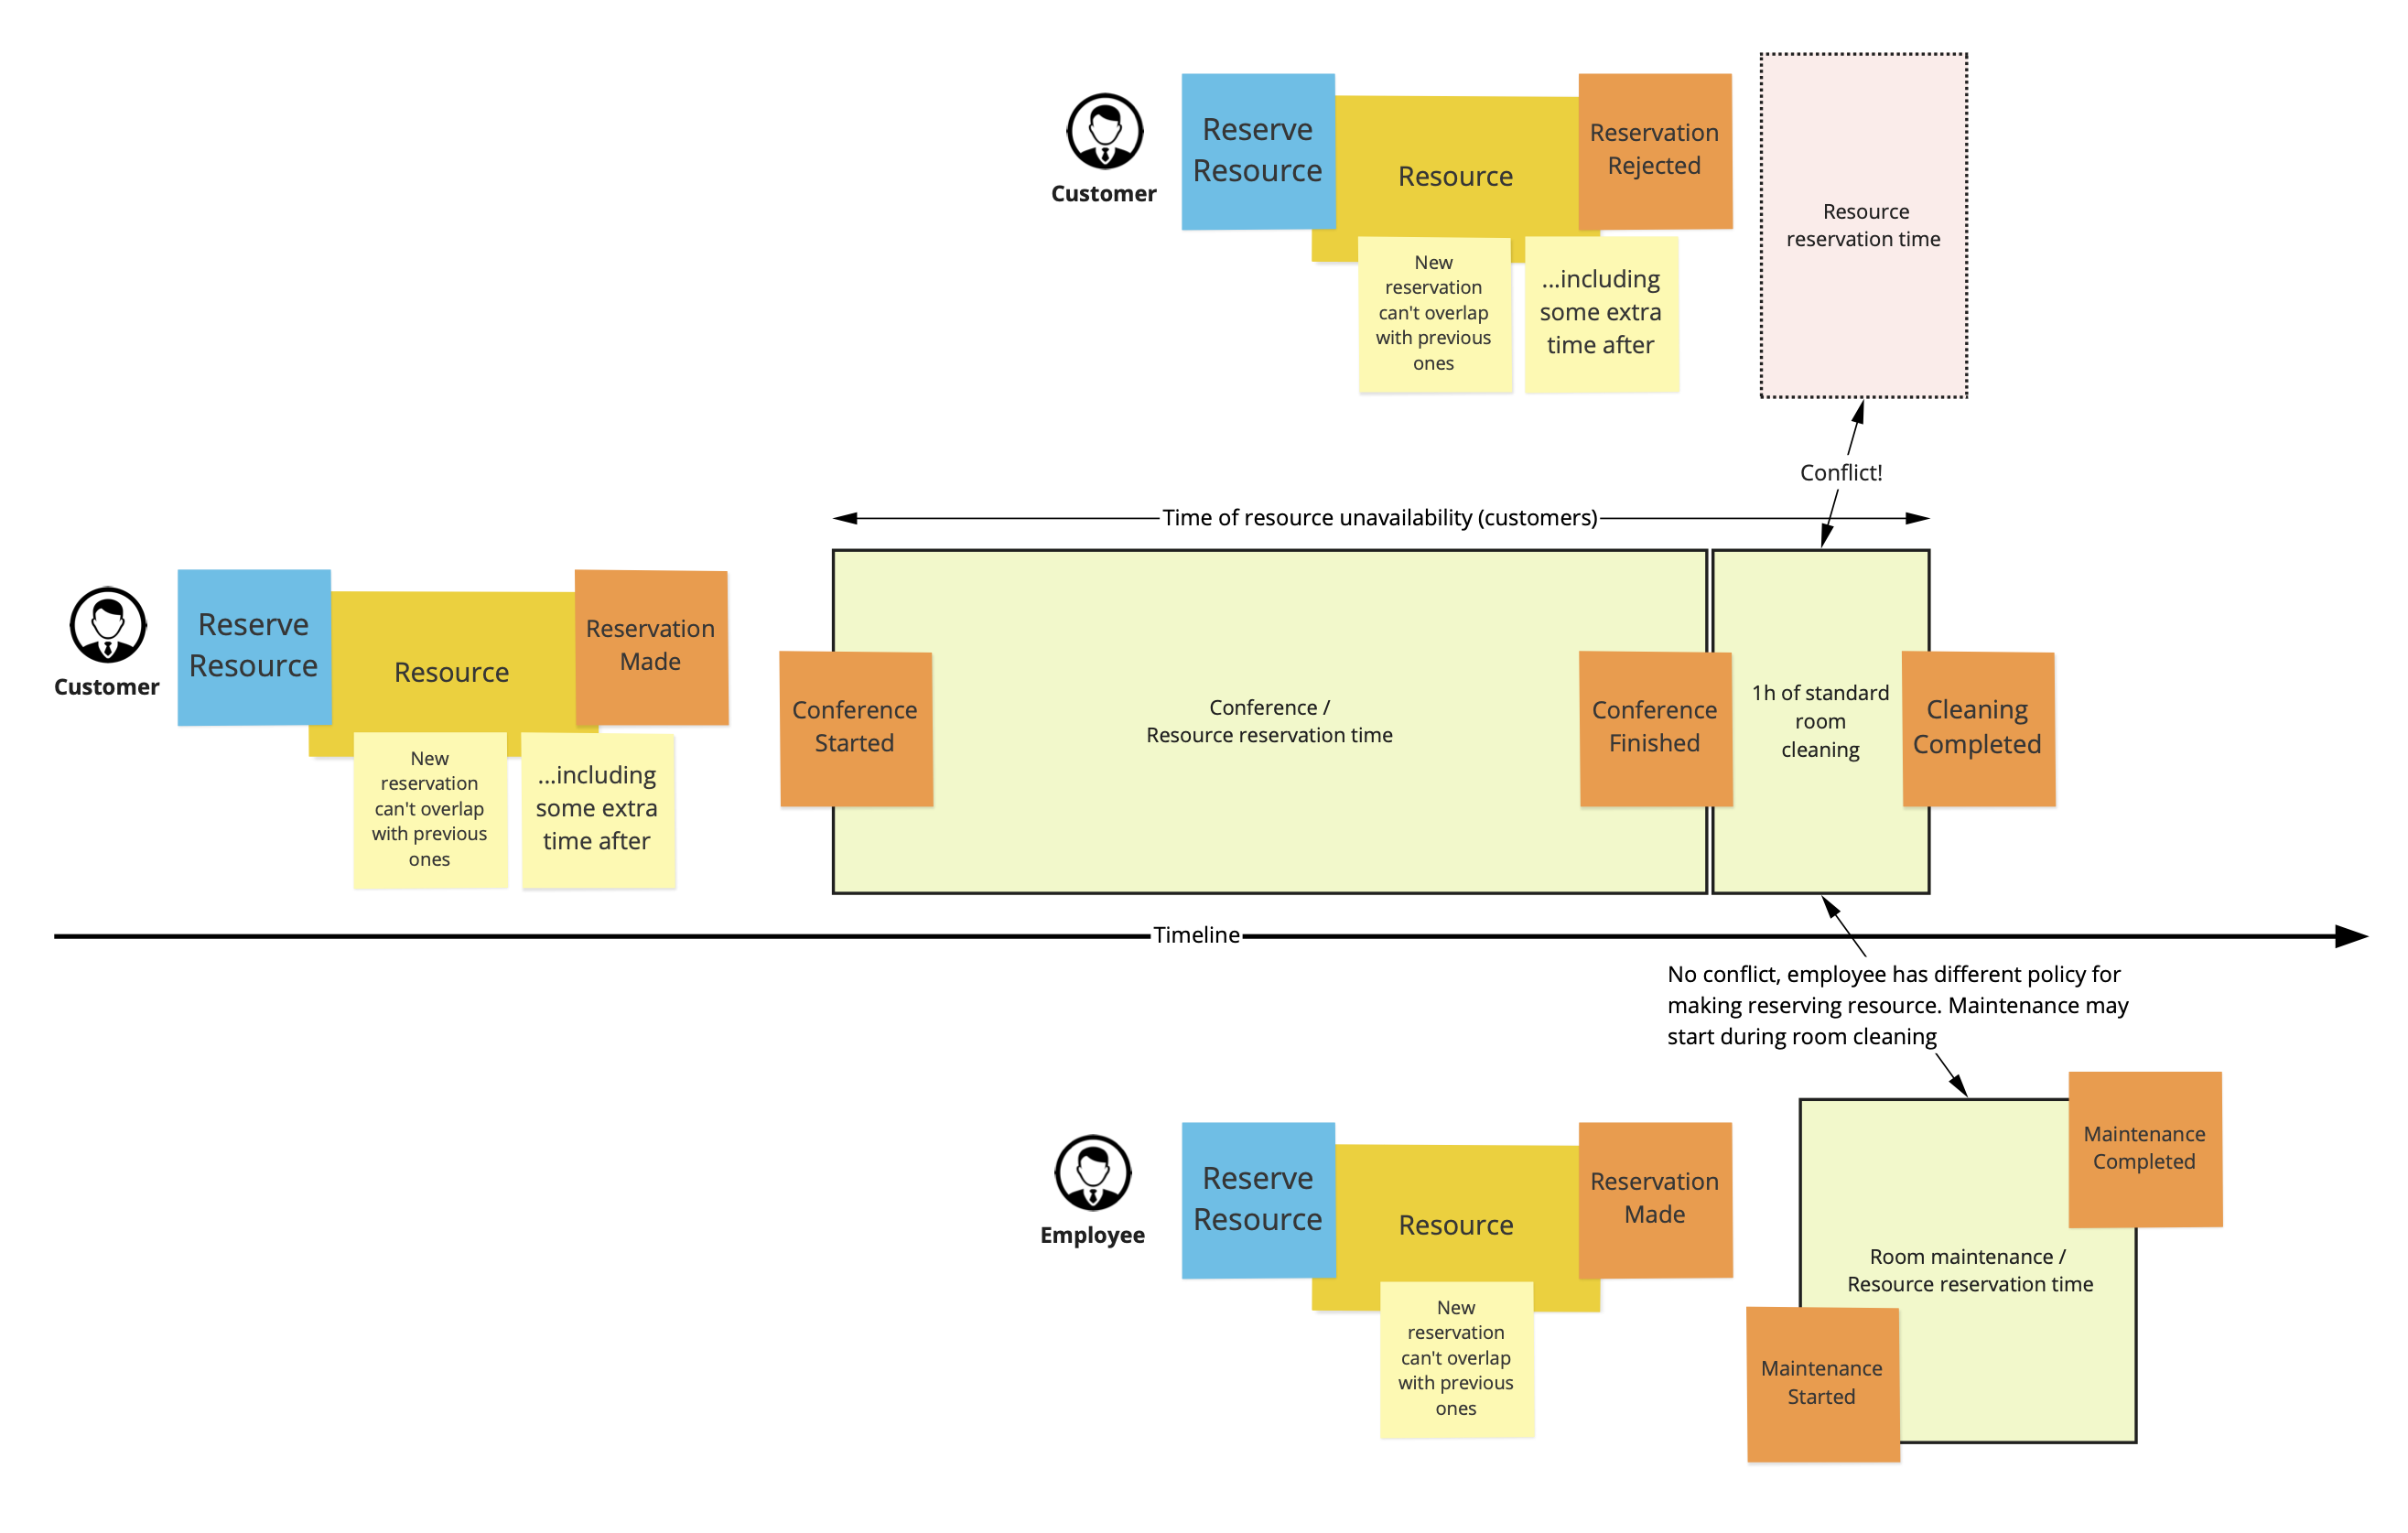 Customer
Reserve
Resource
Resource
Reservation
Rejected
New
reservation
can't overlap
with previous
ones
...including
some extra
time after
Resource
reservation time
Conflict!
Time of resource unavailability (customers)
Customer
Reserve
Resource
Resource
Reservation
Made
New
reservation
can't overlap
with previous
ones
...including
some extra
time after
Conference
Started
Conference /
Resource reservation time
Conference
Finished
1h of standard
room
cleaning
Cleaning
Completed
Timeline
No conflict, employee has different policy for
making reserving resource. Maintenance may
start during room cleaning
Employee
Reserve
Resource
Resource
Reservation
Made
New
reservation
can't overlap
with previous
ones
Maintenance
Completed
Room maintenance /
Resource reservation time
Maintenance
Started